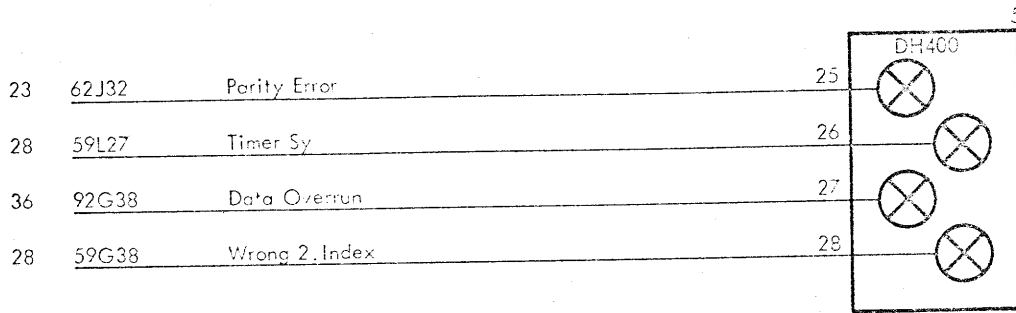 DH400
23 62J32 Parity Error 25
28 59L27 Timer Sy 26
36 92G38 Data Overrun 27
28 59G38 Wrong 2.Index 28